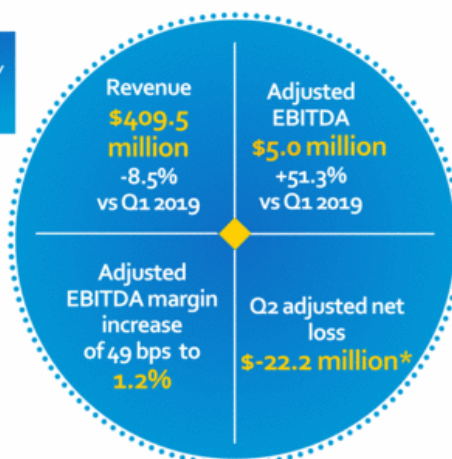 Revenue
$409.5
million
-8.5%
vs Q1 2019
Adjusted
EBITDA
$5.0 million
+51.3%
vs Q1 2019
Adjusted
EBITDA margin
increase
of 49 bps to
1.2%
Q2 adjusted net
loss
$-22.2 million*